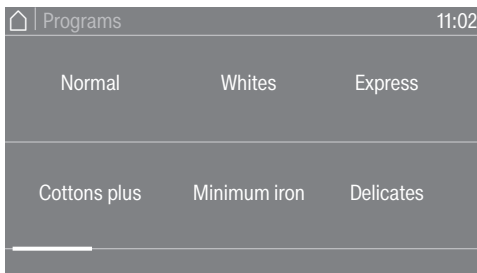 Programs 11:02
Normal Whites Express
Cottons plus Minimum iron Delicates